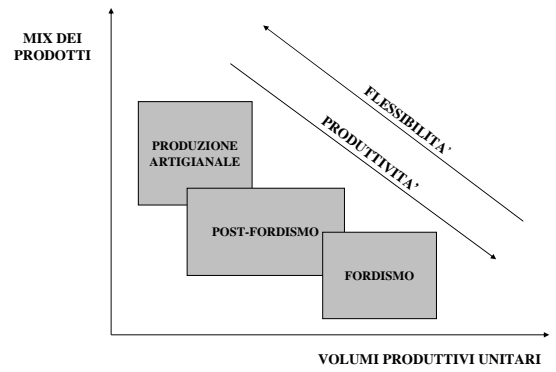 MIX DEI
PRODOTTI
FLESSIBILITA'
PRODUTTIVITA'
PRODUZIONE
ARTIGIANALE
POST-FORDISMO
FORDISMO
VOLUMI PRODUTTIVI UNITARI